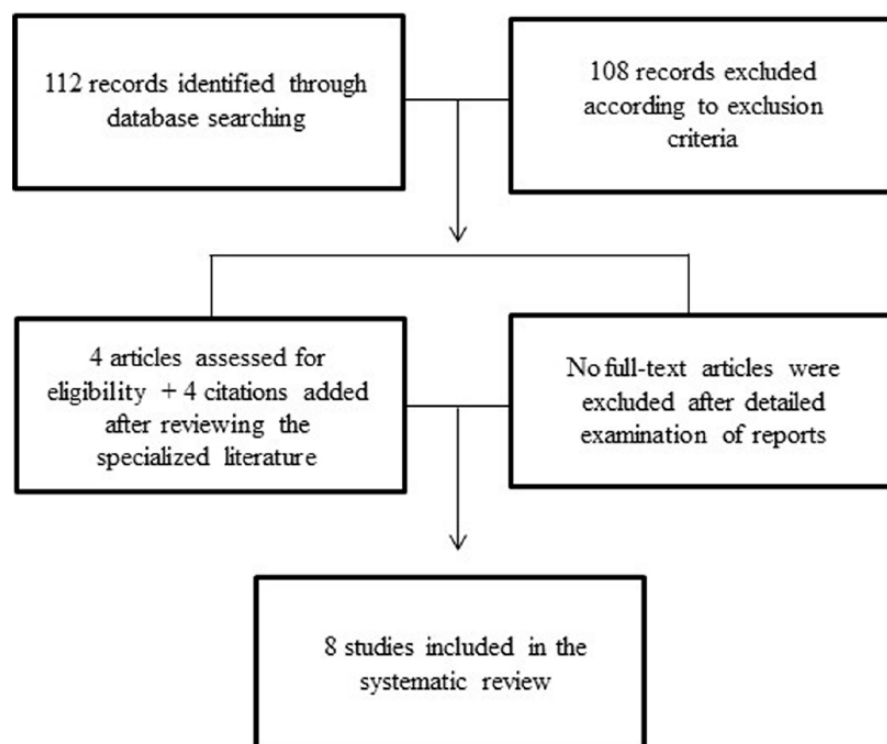 112 records identified through
database searching
108 records excluded
according to exclusion
criteria
4 articles assessed for
eligibility + 4 citations added
after reviewing the
specialized literature
No full-text articles were
excluded after detailed
examination of reports
8 studies included in the
systematic review